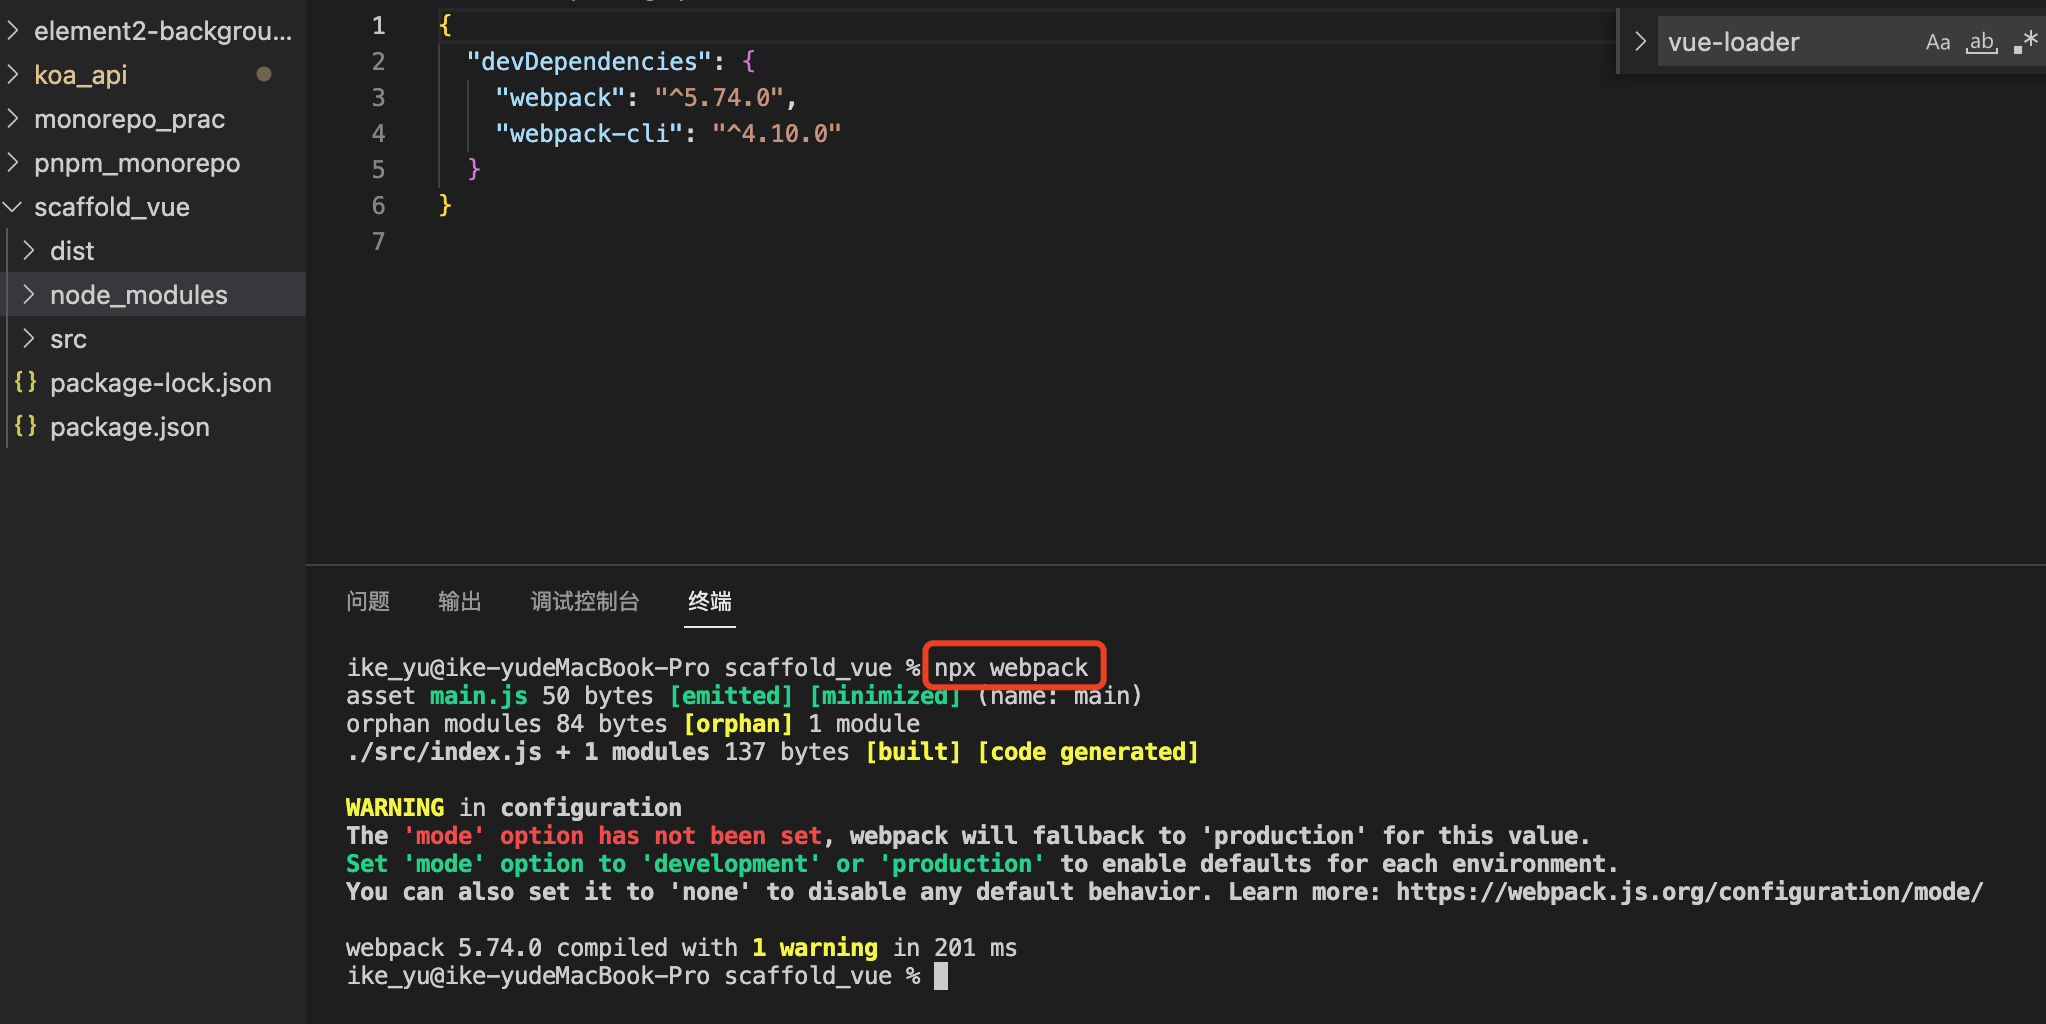 element2-backgrou...
koa_api
monorepo_prac
pnpm_monorepo
scaffold_vue
dist
node_modules
src
{} package-lock.json
{} package.json
1 {
2 "devDependencies": {
3 "webpack": "^5.74.0",
4 "webpack-cli": "^4.10.0"
5 }
6 }
7
vue-loader Aa ab .*
问题 输出 调试控制台 终端
ike_yu@ike-yudeMacBook-Pro scaffold_vue % npx webpack
asset main.js 50 bytes [emitted] [minimized] (name: main)
orphan modules 84 bytes [orphan] 1 module
./src/index.js + 1 modules 137 bytes [built] [code generated]
WARNING in configuration
The 'mode' option has not been set, webpack will fallback to 'production' for this value.
Set 'mode' option to 'development' or 'production' to enable defaults for each environment.
You can also set it to 'none' to disable any default behavior. Learn more: https://webpack.js.org/configuration/mode/
webpack 5.74.0 compiled with 1 warning in 201 ms
ike_yu@ike-yudeMacBook-Pro scaffold_vue %